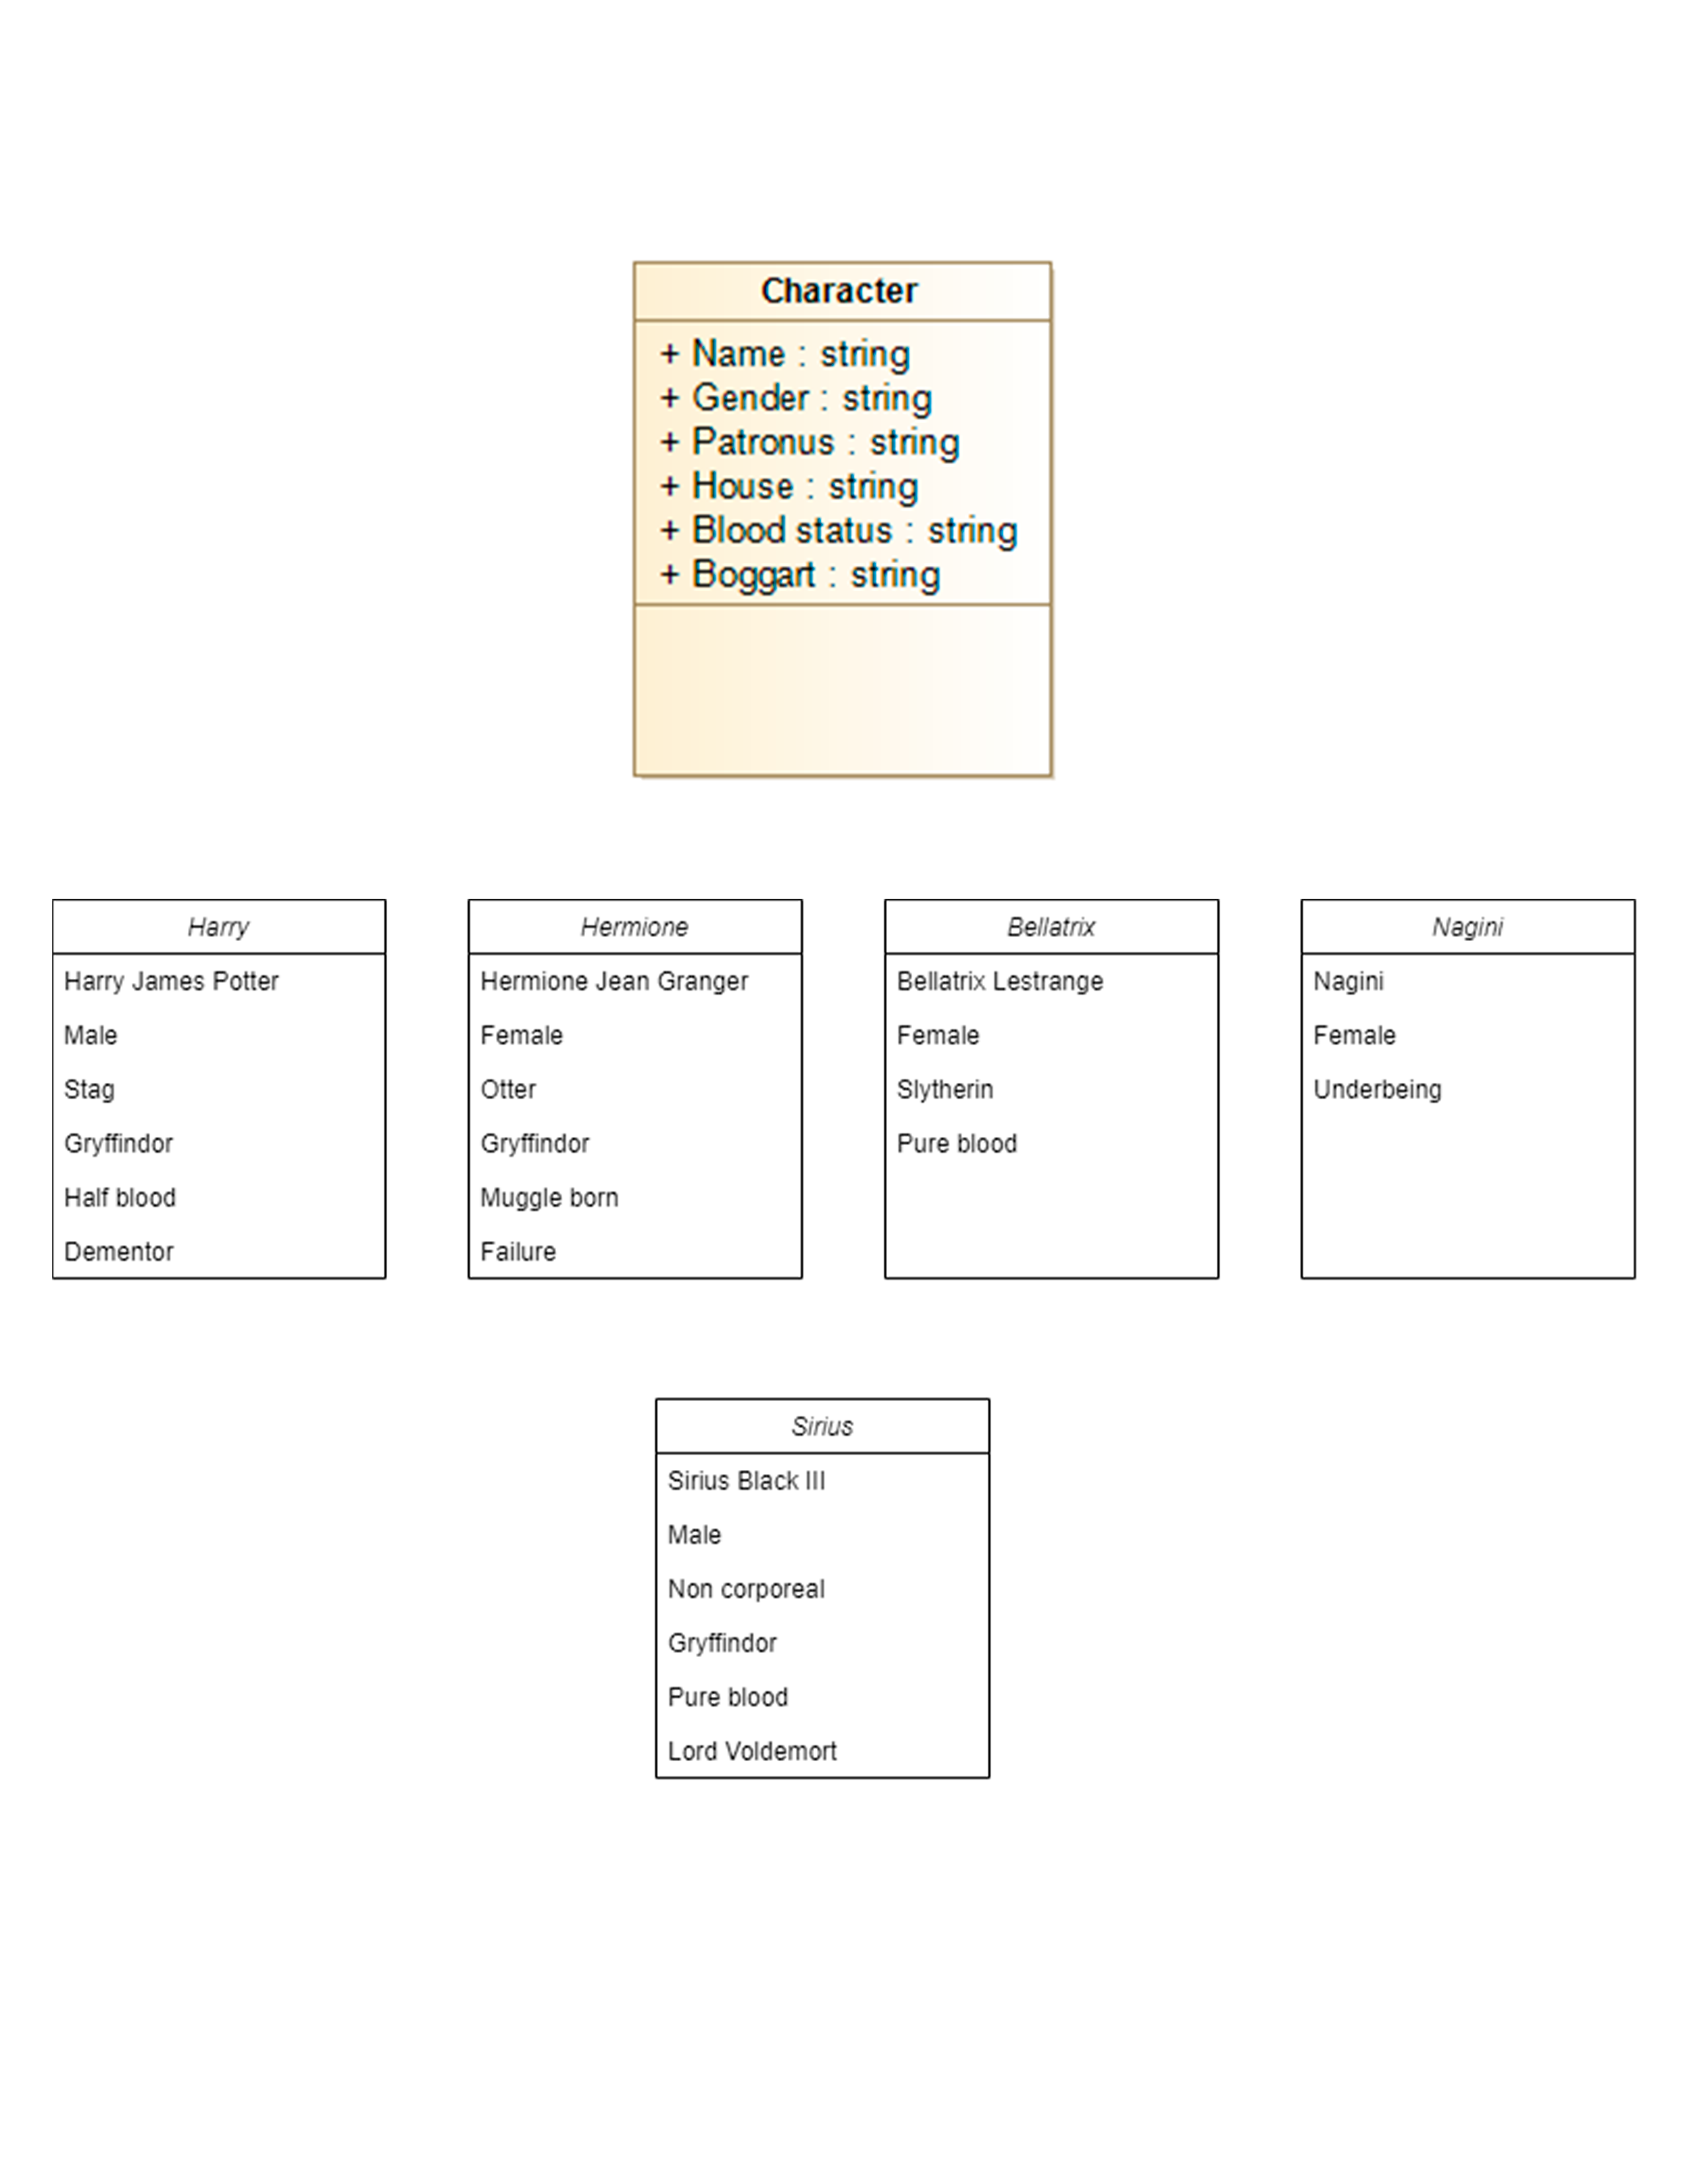 Character
+ Name : string
+ Gender : string
+ Patronus : string
+ House : string
+ Blood status : string
+ Boggart : string
Harry
Harry James Potter
Male
Stag
Gryffindor
Half blood
Dementor
Hermione
Hermione Jean Granger
Female
Otter
Gryffindor
Muggle born
Failure
Bellatrix
Bellatrix Lestrange
Female
Slytherin
Pure blood
Nagini
Nagini
Female
Underbeing
Sirius
Sirius Black III
Male
Non corporeal
Gryffindor
Pure blood
Lord Voldemort